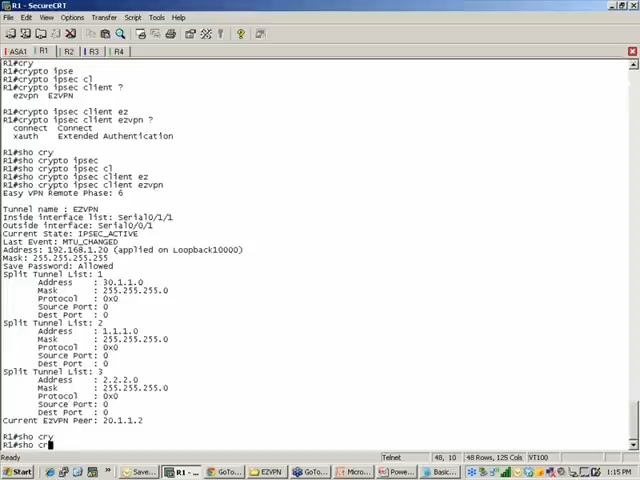 R1 - SecureCRT
File Edit View Options Transfer Script Tools Help
ASA1 R1 R2 R3 R4
R1#cry
R1#crypto ipse
R1#crypto ipsec cl
R1#crypto ipsec client ?
ezvpn EzVPN
R1#crypto ipsec client ez
R1#crypto ipsec client ezvpn ?
connect Connect
xauth Extended Authentication
R1#sho cry
R1#sho crypto ipsec
R1#sho crypto ipsec cl
R1#sho crypto ipsec client ez
R1#sho crypto ipsec client ezvpn
Easy VPN Remote Phase: 6
Tunnel name : EZVPN
Inside interface list: Serial0/1/1
Outside interface: Serial0/0/1
Current State: IPSEC_ACTIVE
Last Event: MTU_CHANGED
Address: 192.168.1.20 (applied on Loopback10000)
Mask: 255.255.255.255
Save Password: Allowed
Split Tunnel List: 1
Address : 30.1.1.0
Mask : 255.255.255.0
Protocol : 0x0
Source Port: 0
Dest Port : 0
Split Tunnel List: 2
Address : 1.1.1.0
Mask : 255.255.255.0
Protocol : 0x0
Source Port: 0
Dest Port : 0
Split Tunnel List: 3
Address : 2.2.2.0
Mask : 255.255.255.0
Protocol : 0x0
Source Port: 0
Dest Port : 0
Current EzVPN Peer: 20.1.1.2
R1#sho cry
R1#sho cr
Ready Telnet 48, 10 48 Rows, 125 Cols VT100
Start Save... R1 - ... GoTo... EZVPN GoTo... Micro... Powe... Basic... 1:15 PM